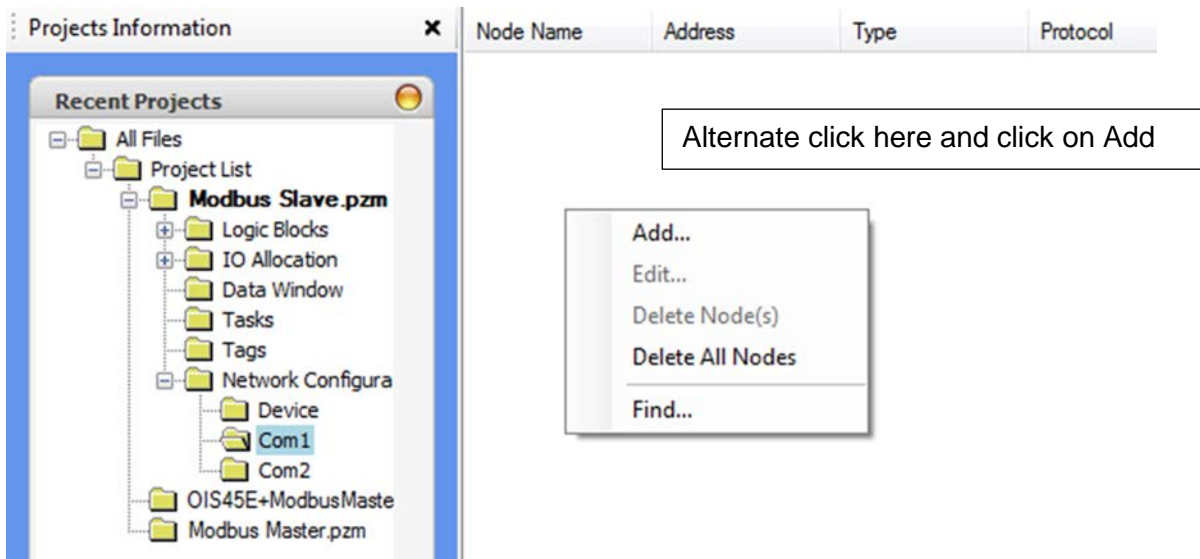 Projects Information
Recent Projects
All Files
Project List
Modbus Slave.pzm
Logic Blocks
IO Allocation
Data Window
Tasks
Tags
Network Configura
Device
Com1
Com2
OIS45E+ModbusMaste
Modbus Master.pzm
Node Name Address Type Protocol
Alternate click here and click on Add
Add...
Edit...
Delete Node(s)
Delete All Nodes
Find...